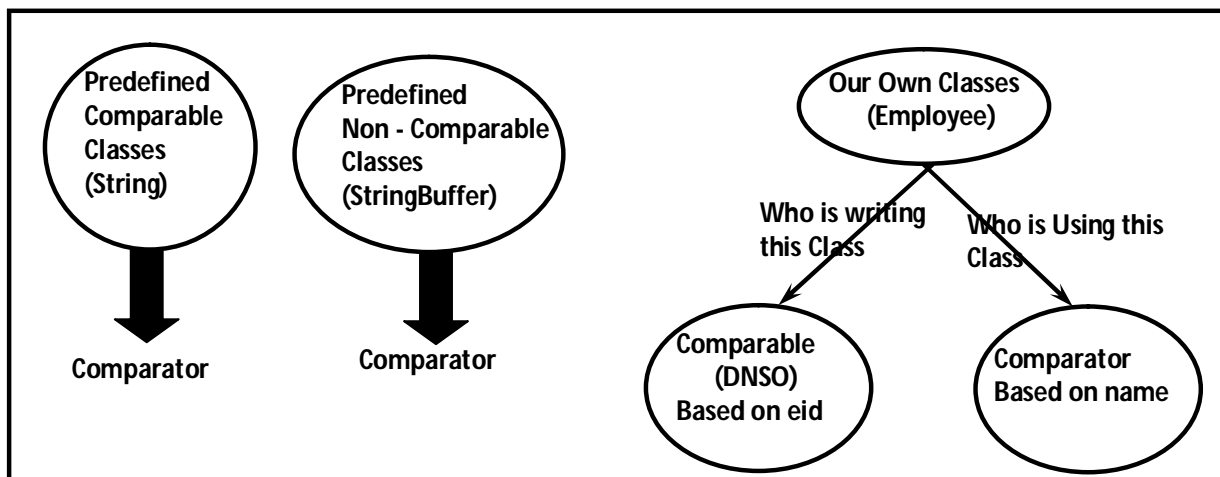 Predefined
Comparable
Classes
(String)
Comparator
Predefined
Non - Comparable
Classes
(StringBuffer)
Comparator
Our Own Classes
(Employee)
Who is writing
this Class
Who is Using this
Class
Comparable
(DNSO)
Based on eid
Comparator
Based on name